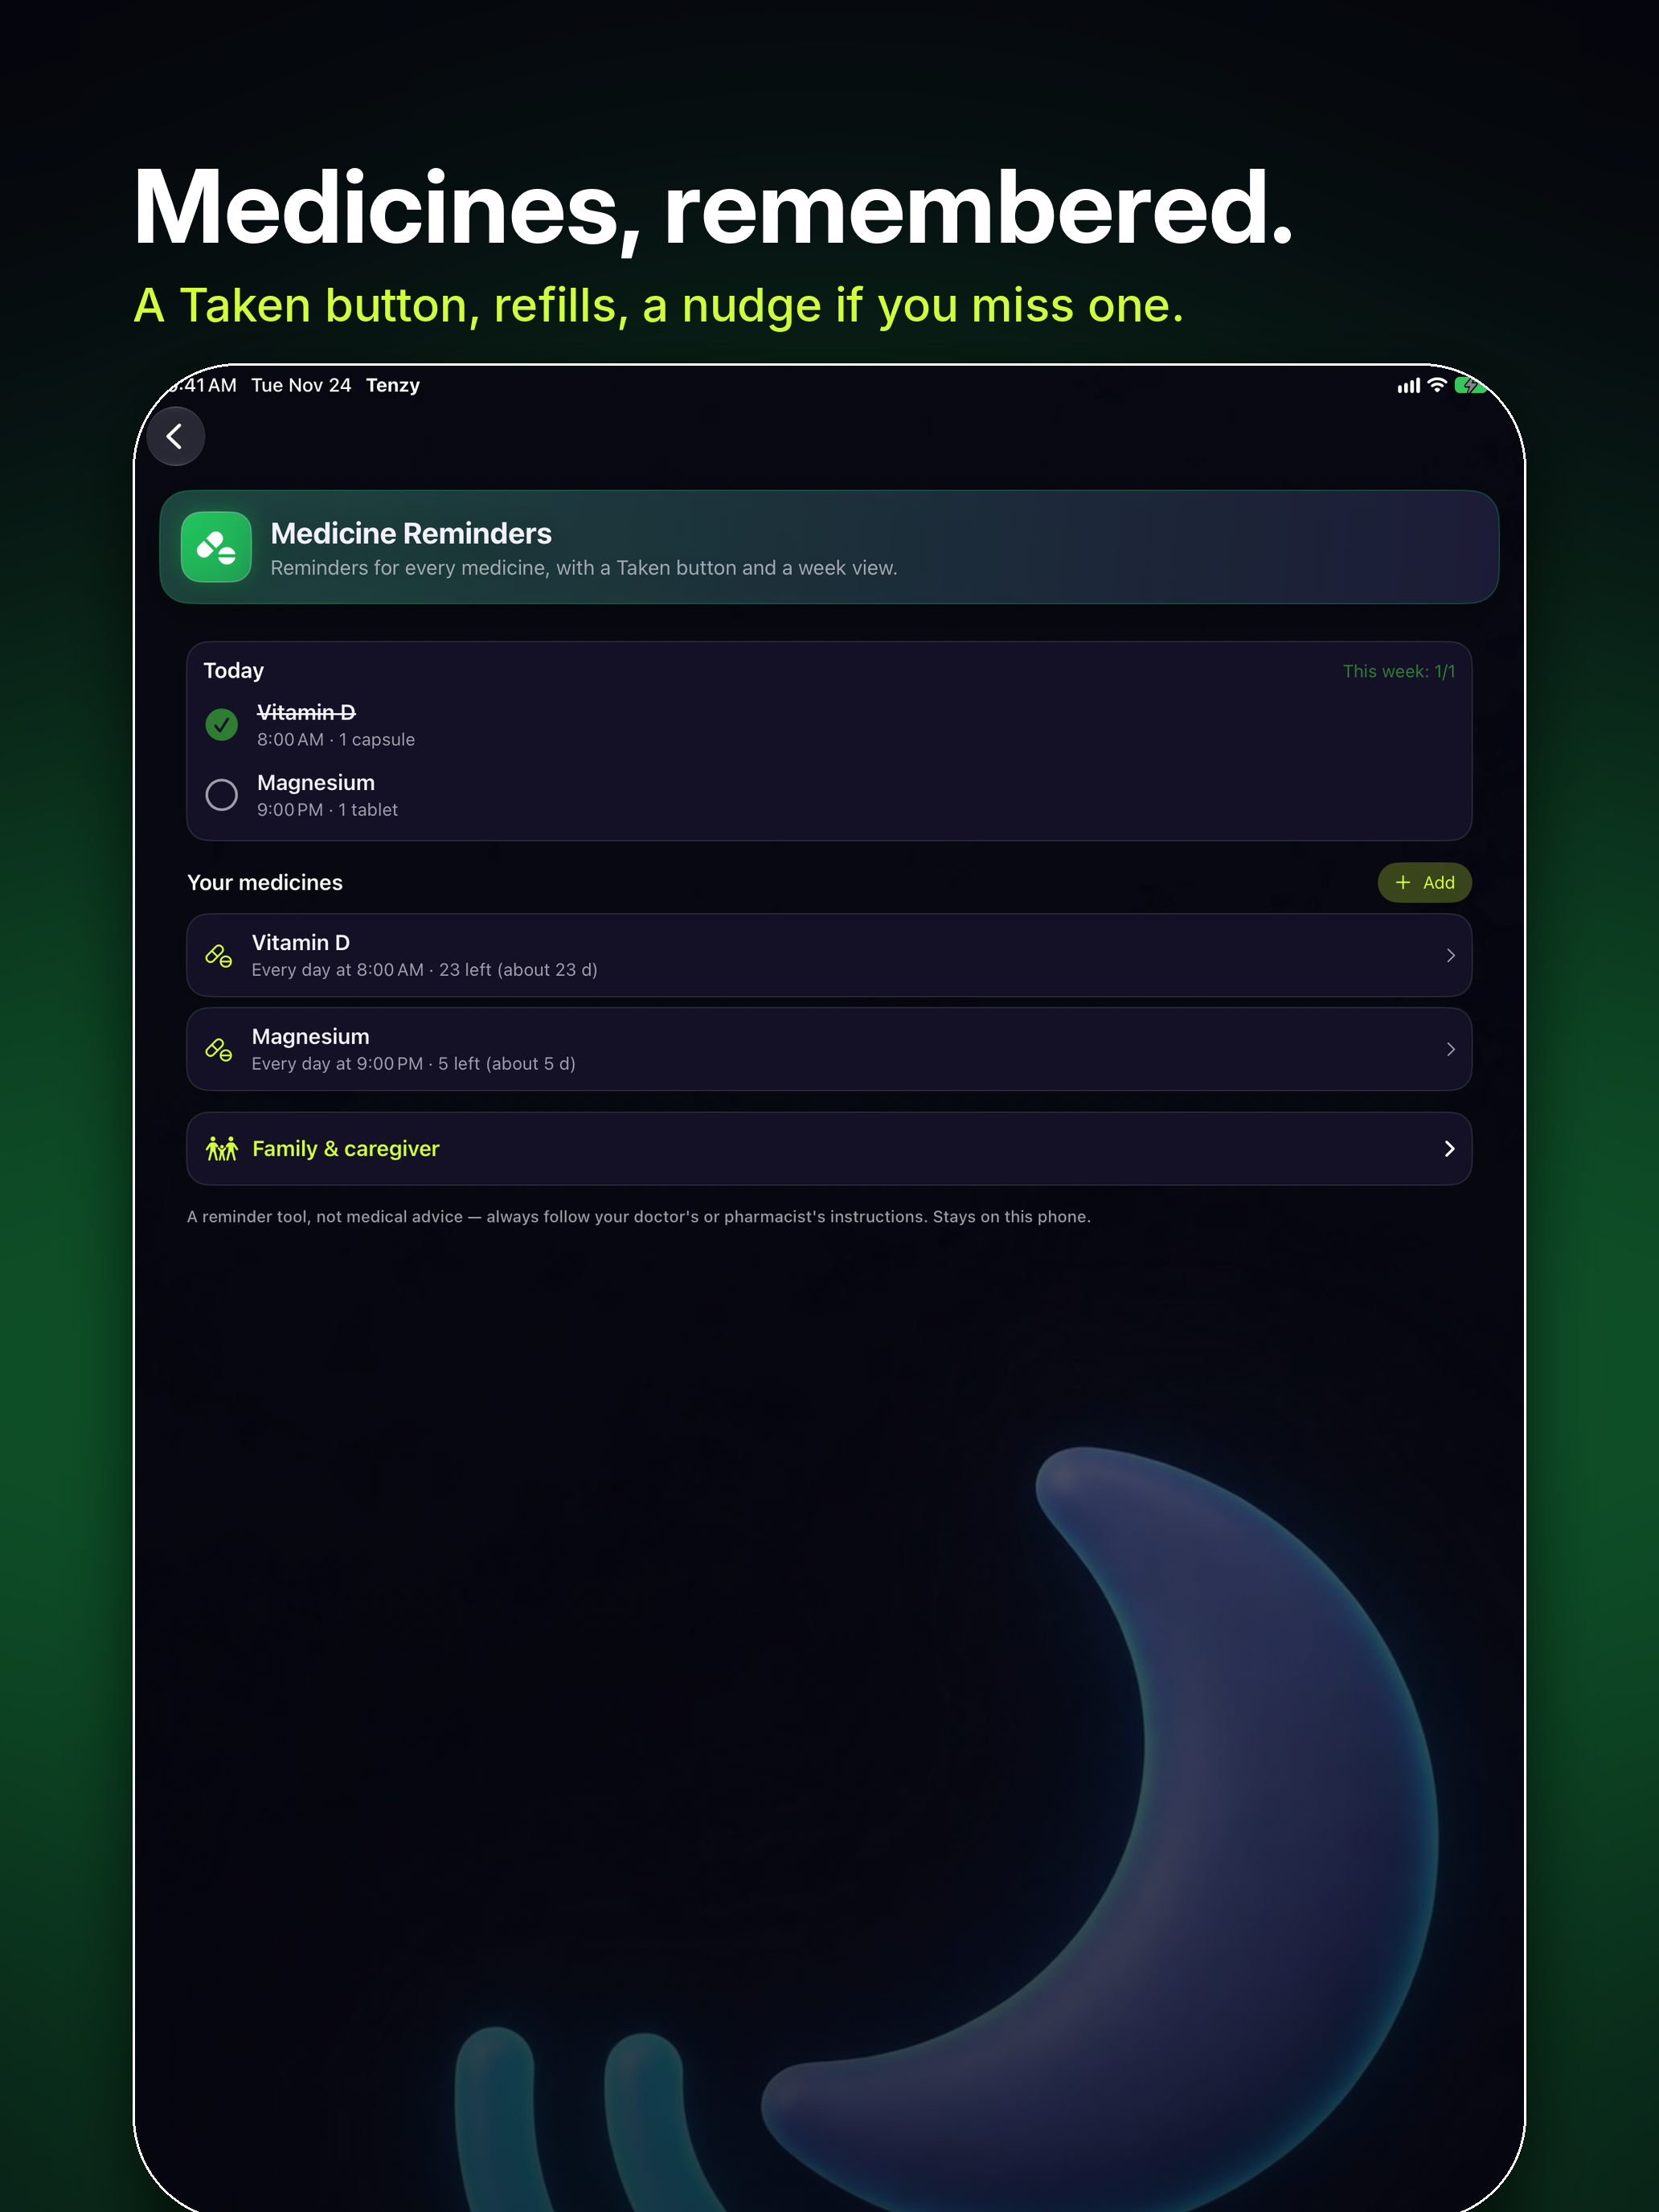 Medicines, remembered.
A Taken button, refills, a nudge if you miss one.
:41 AM Tue Nov 24 Tenzy
Medicine Reminders
Reminders for every medicine, with a Taken button and a week view.
Today
This week: 1/1
Vitamin D
8:00 AM · 1 capsule
Magnesium
9:00 PM · 1 tablet
Your medicines
+ Add
Vitamin D
Every day at 8:00 AM · 23 left (about 23 d)
Magnesium
Every day at 9:00 PM · 5 left (about 5 d)
Family & caregiver
A reminder tool, not medical advice — always follow your doctor's or pharmacist's instructions. Stays on this phone.